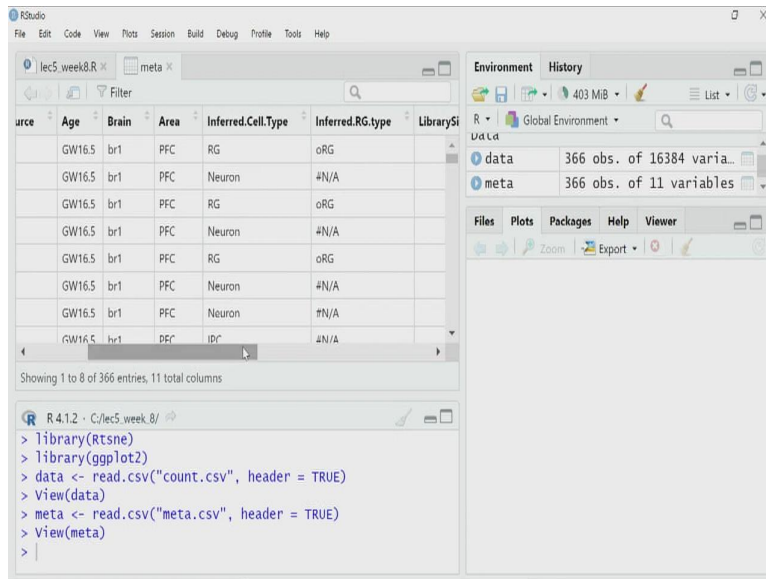 RStudio
File Edit Code View Plots Session Build Debug Profile Tools Help
lec5_week8.R × meta ×
Filter
urce Age Brain Area Inferred.Cell.Type Inferred.RG.type LibrarySi
GW16.5 br1 PFC RG oRG
GW16.5 br1 PFC Neuron #N/A
GW16.5 br1 PFC RG oRG
GW16.5 br1 PFC Neuron #N/A
GW16.5 br1 PFC RG oRG
GW16.5 br1 PFC Neuron #N/A
GW16.5 br1 PFC Neuron #N/A
GW16.5 br1 PFC IPC #N/A
Showing 1 to 8 of 366 entries, 11 total columns
R 4.1.2 · C:/lec5_week_8/
> library(Rtsne)
> library(ggplot2)
> data <- read.csv("count.csv", header = TRUE)
> View(data)
> meta <- read.csv("meta.csv", header = TRUE)
> View(meta)
>
Environment History
403 MiB List
R Global Environment
Data
data 366 obs. of 16384 varia…
meta 366 obs. of 11 variables
Files Plots Packages Help Viewer
Zoom Export